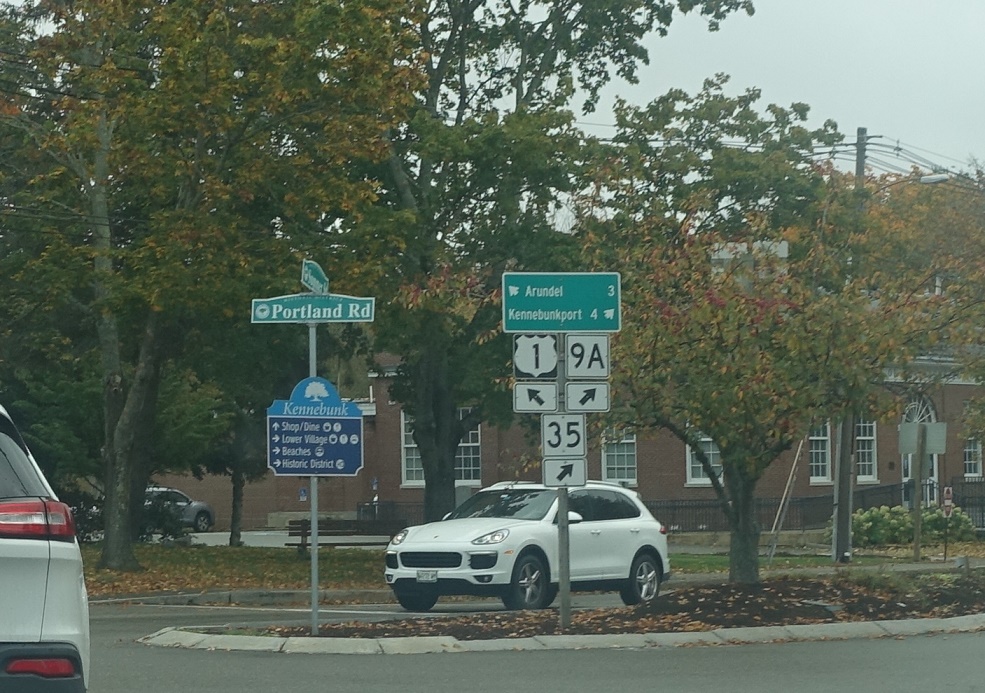 Portland Rd
Kennebunk
Shop/Dine
Lower Village
Beaches
Historic District
Arundel 3
Kennebunkport 4
1
9A
35